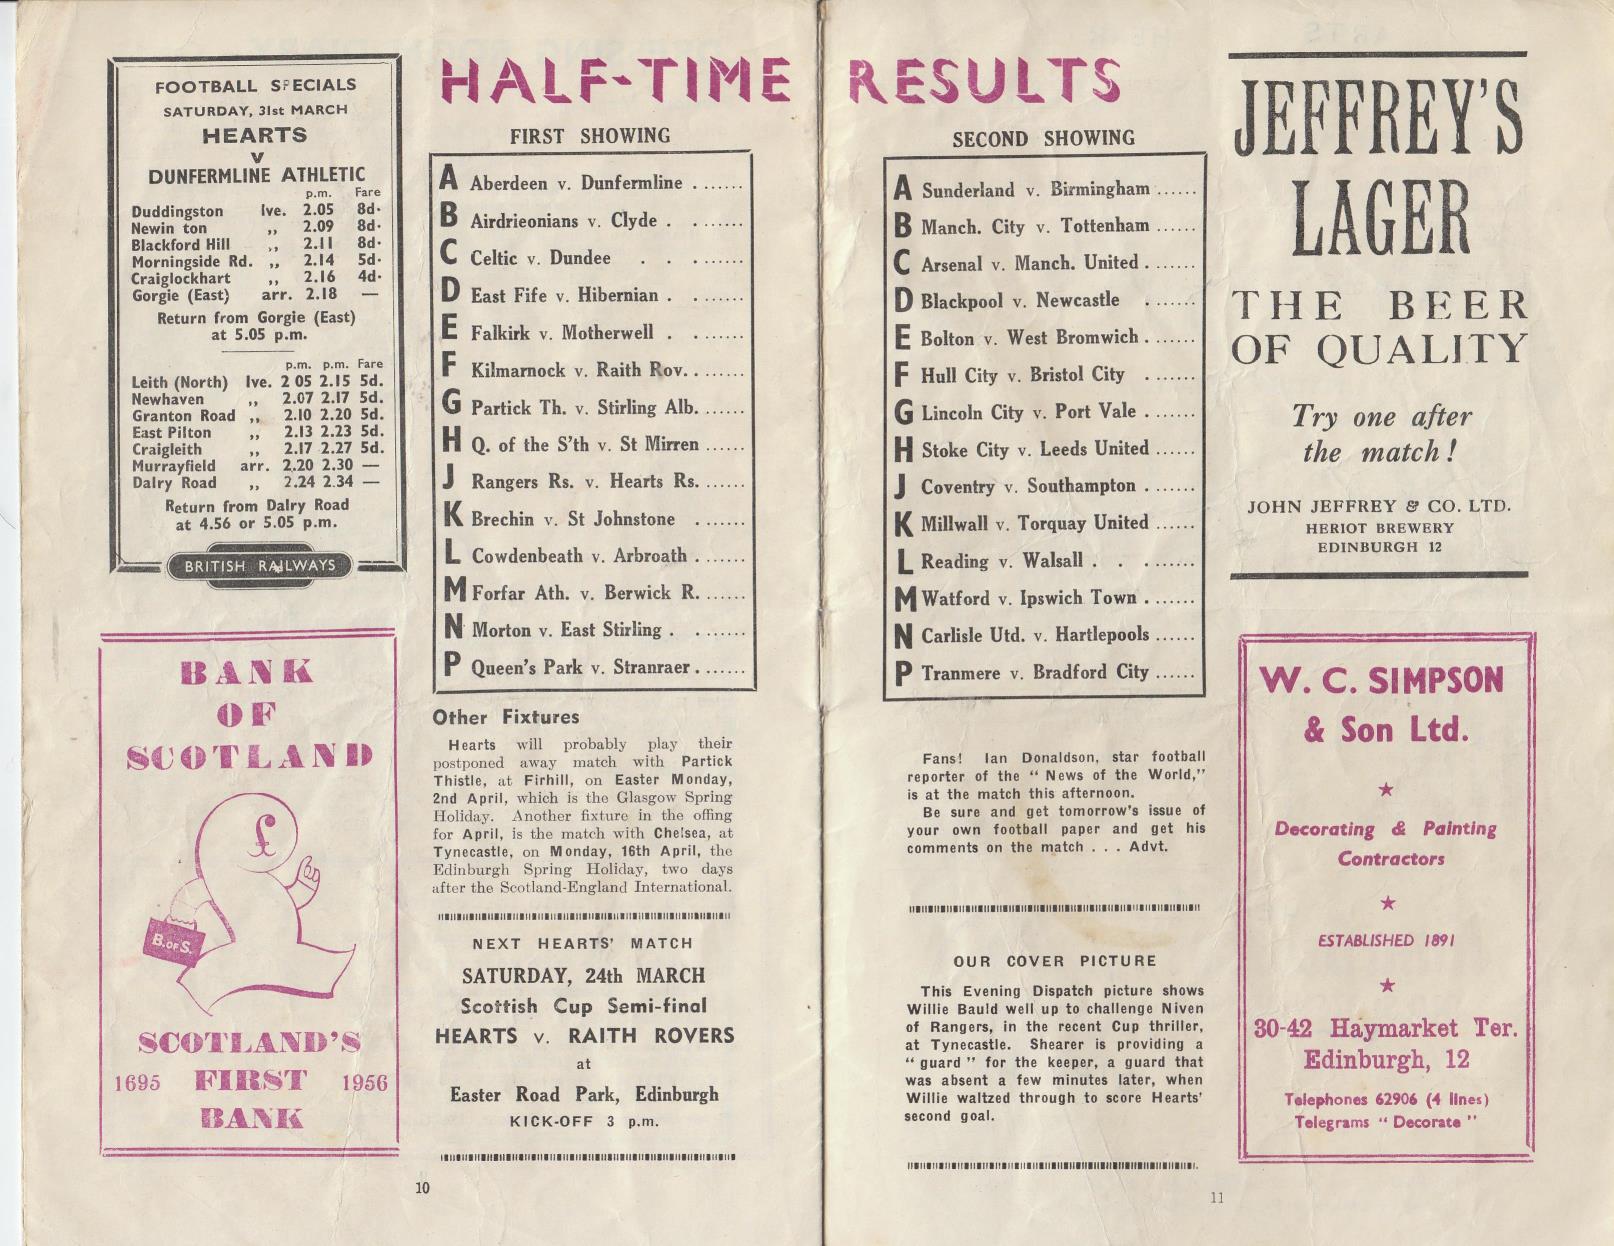 FOOTBALL SPECIALS
SATURDAY, 31st MARCH
HEARTS
v
DUNFERMLINE ATHLETIC
p.m. Fare
Duddingston lve. 2.05 8d.
Newin ton ,, 2.09 8d.
Blackford Hill ,, 2.11 8d.
Morningside Rd. ,, 2.14 5d.
Craiglockhart ,, 2.16 4d.
Gorgie (East) arr. 2.18 —
Return from Gorgie (East)
at 5.05 p.m.
p.m. p.m. Fare
Leith (North) lve. 2 05 2.15 5d.
Newhaven ,, 2.07 2.17 5d.
Granton Road ,, 2.10 2.20 5d.
East Pilton ,, 2.13 2.23 5d.
Craigleith ,, 2.17 2.27 5d.
Murrayfield arr. 2.20 2.30 —
Dalry Road ,, 2.24 2.34 —
Return from Dalry Road
at 4.56 or 5.05 p.m.
BRITISH RAILWAYS
BANK
OF
SCOTLAND
£
B.OF S.
SCOTLAND'S
1695 FIRST 1956
BANK
HALF-TIME RESULTS
FIRST SHOWING
A Aberdeen v. Dunfermline . ......
B Airdrieonians v. Clyde . . .......
C Celtic v. Dundee . . . .......
D East Fife v. Hibernian . . .......
E Falkirk v. Motherwell . . .......
F Kilmarnock v. Raith Rov. . ......
G Partick Th. v. Stirling Alb. ......
H Q. of the S'th v. St Mirren ......
J Rangers Rs. v. Hearts Rs. ......
K Brechin v. St Johnstone . ......
L Cowdenbeath v. Arbroath . ......
M Forfar Ath. v. Berwick R. ......
N Morton v. East Stirling . . .......
P Queen's Park v. Stranraer . ......
Other Fixtures
Hearts will probably play their
postponed away match with Partick
Thistle, at Firhill, on Easter Monday,
2nd April, which is the Glasgow Spring
Holiday. Another fixture in the offing
for April, is the match with Chelsea, at
Tynecastle, on Monday, 16th April, the
Edinburgh Spring Holiday, two days
after the Scotland-England International.
NEXT HEARTS' MATCH
SATURDAY, 24th MARCH
Scottish Cup Semi-final
HEARTS v. RAITH ROVERS
at
Easter Road Park, Edinburgh
KICK-OFF 3 p.m.
10
SECOND SHOWING
A Sunderland v. Birmingham ......
B Manch. City v. Tottenham ......
C Arsenal v. Manch. United . ......
D Blackpool v. Newcastle . ......
E Bolton v. West Bromwich . ......
F Hull City v. Bristol City . ......
G Lincoln City v. Port Vale . ......
H Stoke City v. Leeds United ......
J Coventry v. Southampton . ......
K Millwall v. Torquay United ......
L Reading v. Walsall . . .......
M Watford v. Ipswich Town . ......
N Carlisle Utd. v. Hartlepools ......
P Tranmere v. Bradford City ......
Fans! Ian Donaldson, star football
reporter of the " News of the World,"
is at the match this afternoon.
Be sure and get tomorrow's issue of
your own football paper and get his
comments on the match . . . Advt.
OUR COVER PICTURE
This Evening Dispatch picture shows
Willie Bauld well up to challenge Niven
of Rangers, in the recent Cup thriller,
at Tynecastle. Shearer is providing a
" guard " for the keeper, a guard that
was absent a few minutes later, when
Willie waltzed through to score Hearts'
second goal.
JEFFREY'S
LAGER
THE BEER
OF QUALITY
Try one after
the match !
JOHN JEFFREY & CO. LTD.
HERIOT BREWERY
EDINBURGH 12
W. C. SIMPSON
& Son Ltd.
Decorating & Painting
Contractors
ESTABLISHED 1891
30-42 Haymarket Ter.
Edinburgh, 12
Telephones 62906 (4 lines)
Telegrams " Decorate "
11